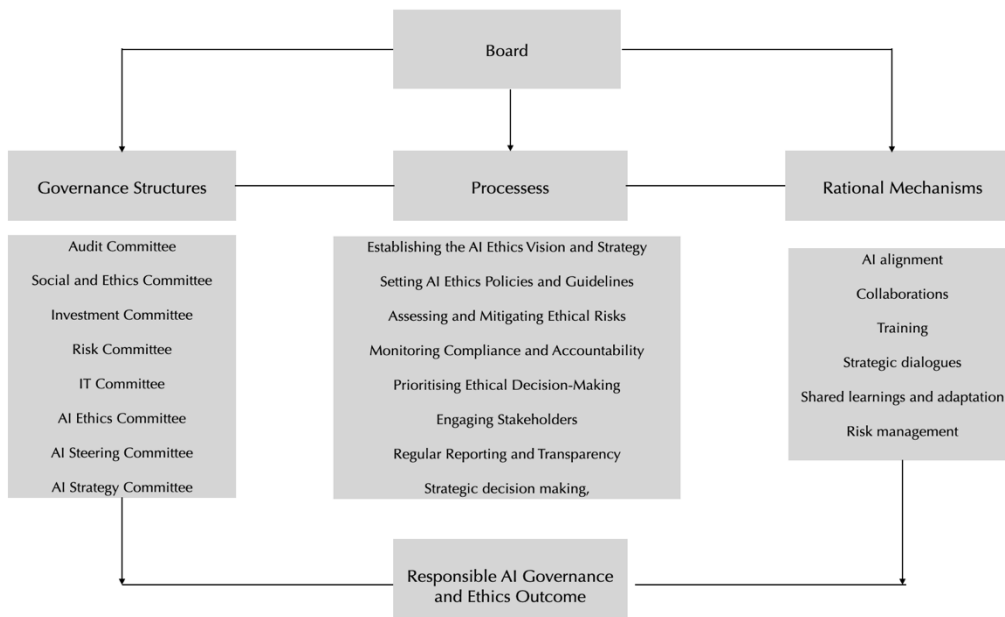 Board
Governance Structures
Processess
Rational Mechanisms
Audit Committee
Social and Ethics Committee
Investment Committee
Risk Committee
IT Committee
AI Ethics Committee
AI Steering Committee
AI Strategy Committee
Establishing the AI Ethics Vision and Strategy
Setting AI Ethics Policies and Guidelines
Assessing and Mitigating Ethical Risks
Monitoring Compliance and Accountability
Prioritising Ethical Decision-Making
Engaging Stakeholders
Regular Reporting and Transparency
Strategic decision making,
AI alignment
Collaborations
Training
Strategic dialogues
Shared learnings and adaptation
Risk management
Responsible AI Governance
and Ethics Outcome